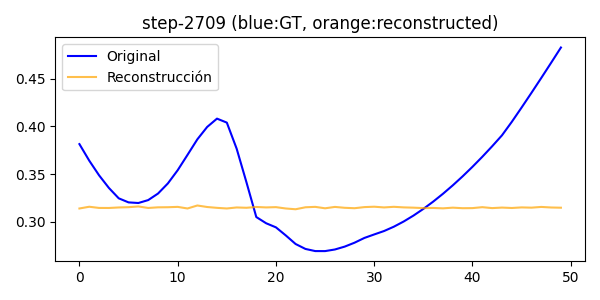 step-2709 (blue:GT, orange:reconstructed)
Original
Reconstrucción
0.45
0.40
0.35
0.30
0 10 20 30 40 50